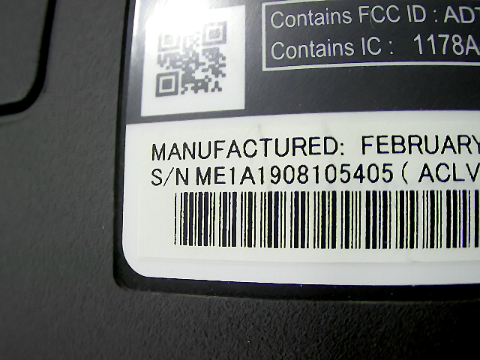 Contains FCC ID : ADT
Contains IC : 1178A
MANUFACTURED: FEBRUARY
S/N ME1A1908105405 ( ACLV